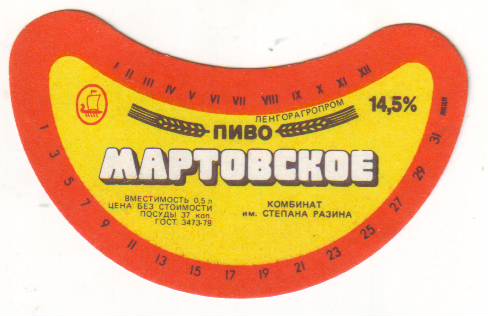 I II III IV V VI VII VIII IX X XI XII
ЛЕНГОРАГРОПРОМ
14,5%
ПИВО
МАРТОВСКОЕ
ВМЕСТИМОСТЬ 0,5 л
ЦЕНА БЕЗ СТОИМОСТИ
ПОСУДЫ 37 коп.
ГОСТ. 3473-78
КОМБИНАТ
им. СТЕПАНА РАЗИНА
1 3 5 7 9 11 13 15 17 19 21 23 25 27 29 31